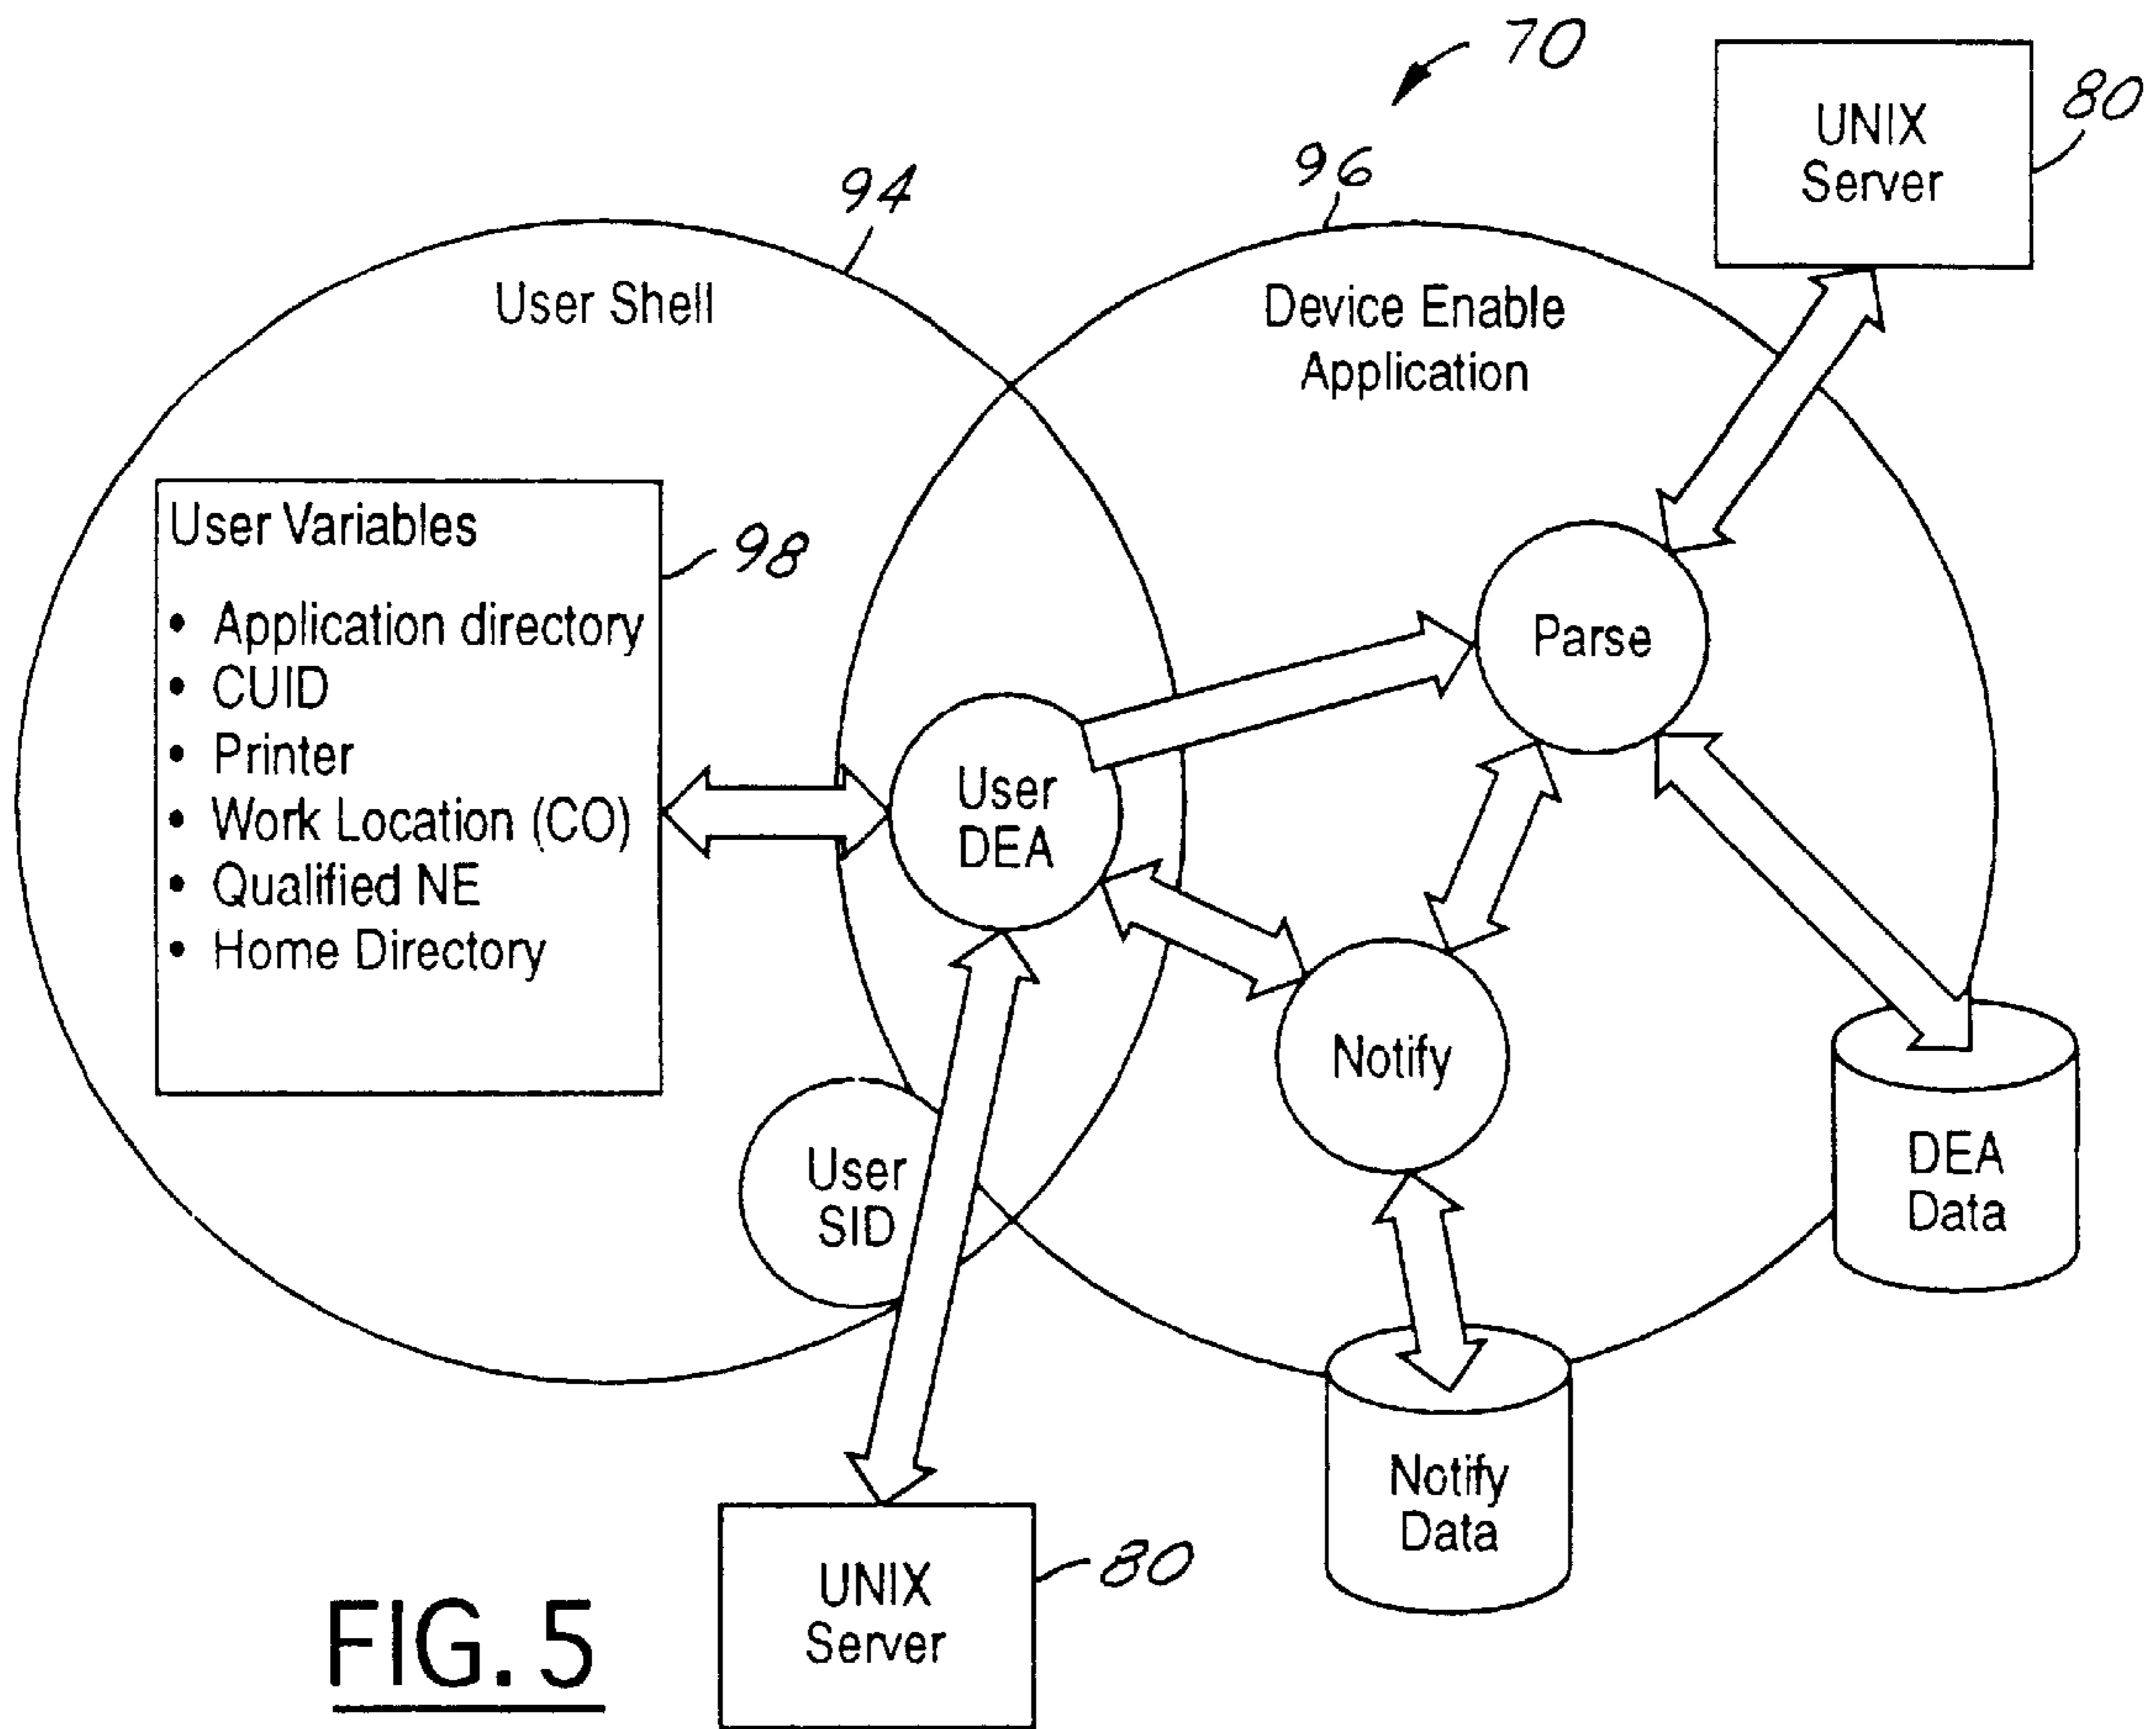 70
UNIX
Server
80
94
96
User Shell
Device Enable
Application
User Variables
98
• Application directory
• CUID
• Printer
• Work Location (CO)
• Qualified NE
• Home Directory
Parse
User
DEA
Notify
User
SID
DEA
Data
Notify
Data
UNIX
Server
80
FIG. 5